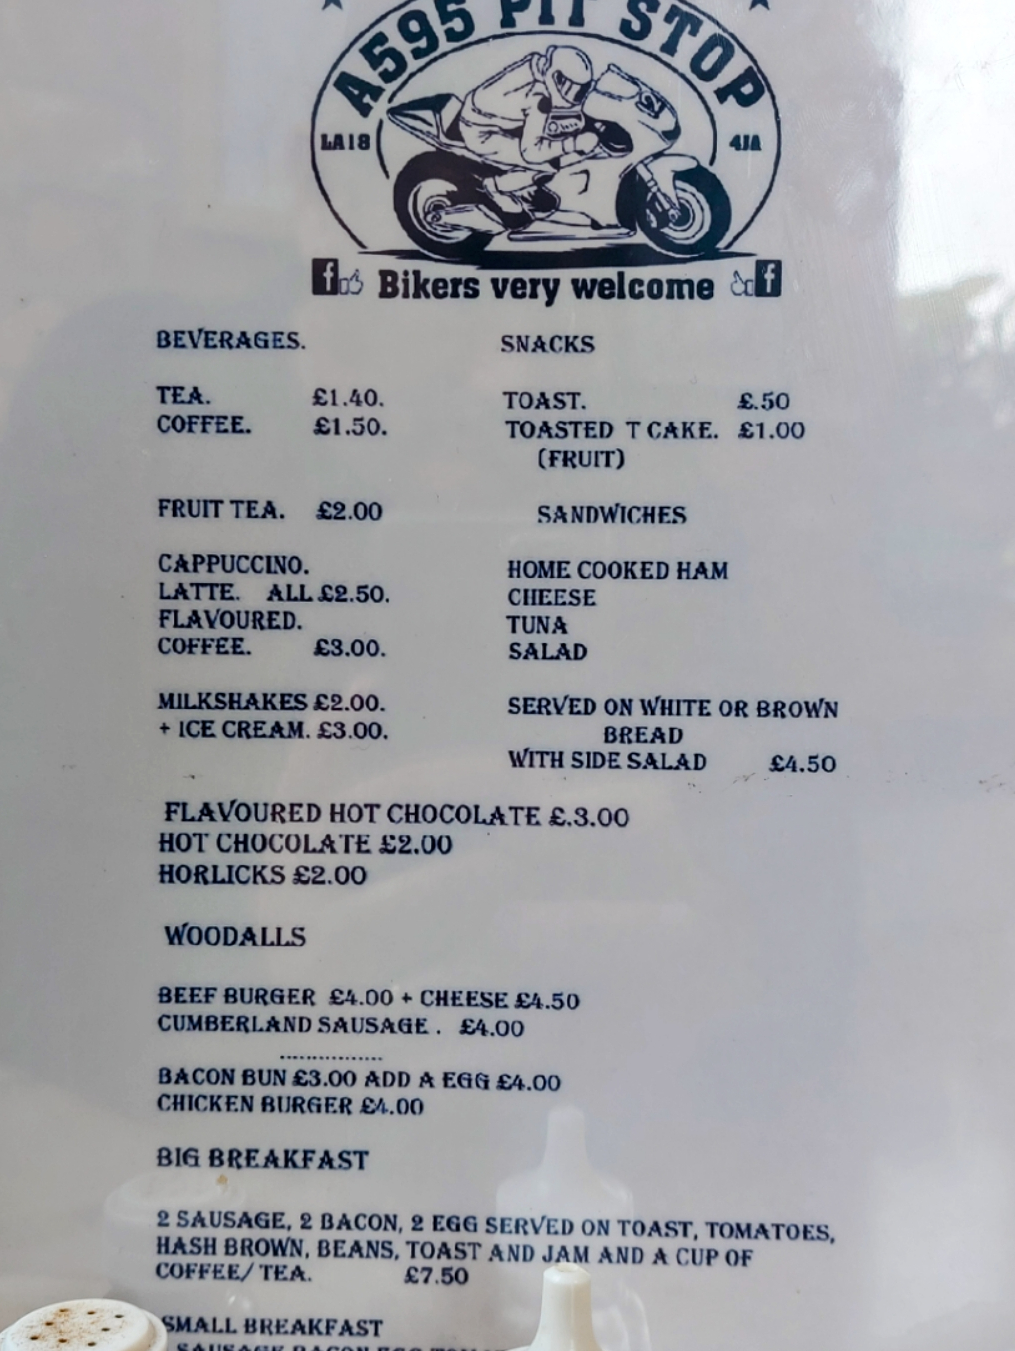 A595 PIT STOP
LA18
4JA
Bikers very welcome
BEVERAGES.
TEA. £1.40.
COFFEE. £1.50.
FRUIT TEA. £2.00
CAPPUCCINO.
LATTE. ALL £2.50.
FLAVOURED.
COFFEE. £3.00.
MILKSHAKES £2.00.
+ ICE CREAM. £3.00.
SNACKS
TOAST. £.50
TOASTED T CAKE. £1.00
(FRUIT)
SANDWICHES
HOME COOKED HAM
CHEESE
TUNA
SALAD
SERVED ON WHITE OR BROWN
BREAD
WITH SIDE SALAD £4.50
FLAVOURED HOT CHOCOLATE £.3.00
HOT CHOCOLATE £2.00
HORLICKS £2.00
WOODALLS
BEEF BURGER £4.00 + CHEESE £4.50
CUMBERLAND SAUSAGE . £4.00
................
BACON BUN £3.00 ADD A EGG £4.00
CHICKEN BURGER £4.00
BIG BREAKFAST
2 SAUSAGE, 2 BACON, 2 EGG SERVED ON TOAST, TOMATOES,
HASH BROWN, BEANS, TOAST AND JAM AND A CUP OF
COFFEE/ TEA. £7.50
SMALL BREAKFAST
SAUSAGE BACON EGG